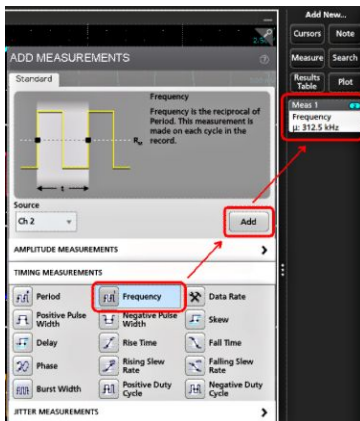 Add New...
Cursors Note
Measure Search
Results Table Plot
Meas 1
Frequency
µ: 312.5 kHz
ADD MEASUREMENTS
Standard
Frequency
Frequency is the reciprocal of
Period. This measurement is
made on each cycle in the
record.
t
Source
Ch 2
Add
AMPLITUDE MEASUREMENTS
TIMING MEASUREMENTS
Period Frequency Data Rate
Positive Pulse Width Negative Pulse Width Skew
Delay Rise Time Fall Time
Phase Rising Slew Rate Falling Slew Rate
Burst Width Positive Duty Cycle Negative Duty Cycle
JITTER MEASUREMENTS